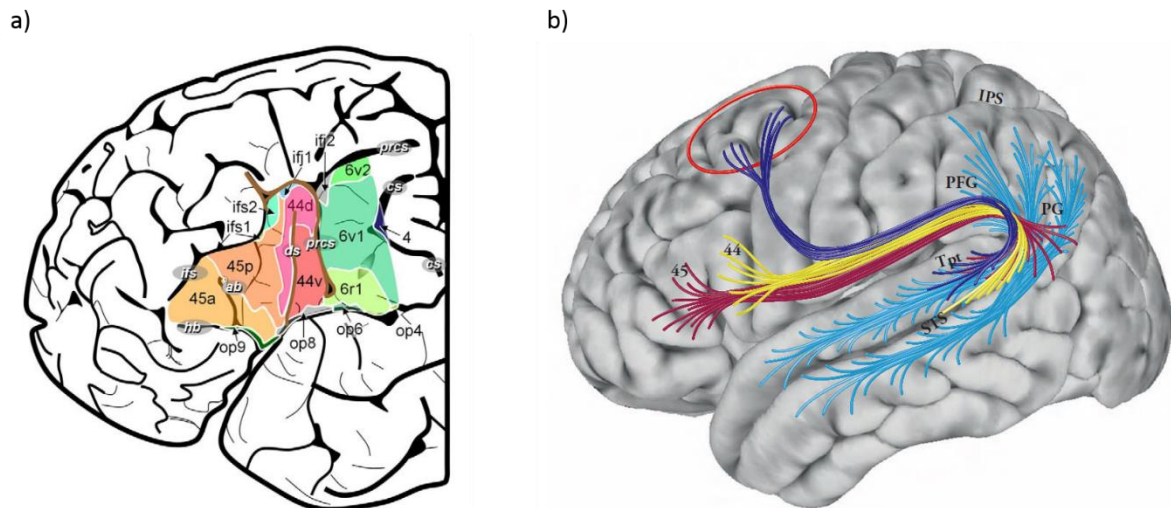 a)
b)
ifj1
ifj2
prcs
6v2
cs
ifs2
44d
ifs1
4
6v1
prcs
ds
45p
cs
ifs
ab
44v
45a
6r1
hb
op6
op4
op9
op8
IPS
PFG
PG
44
45
Tpt
STS